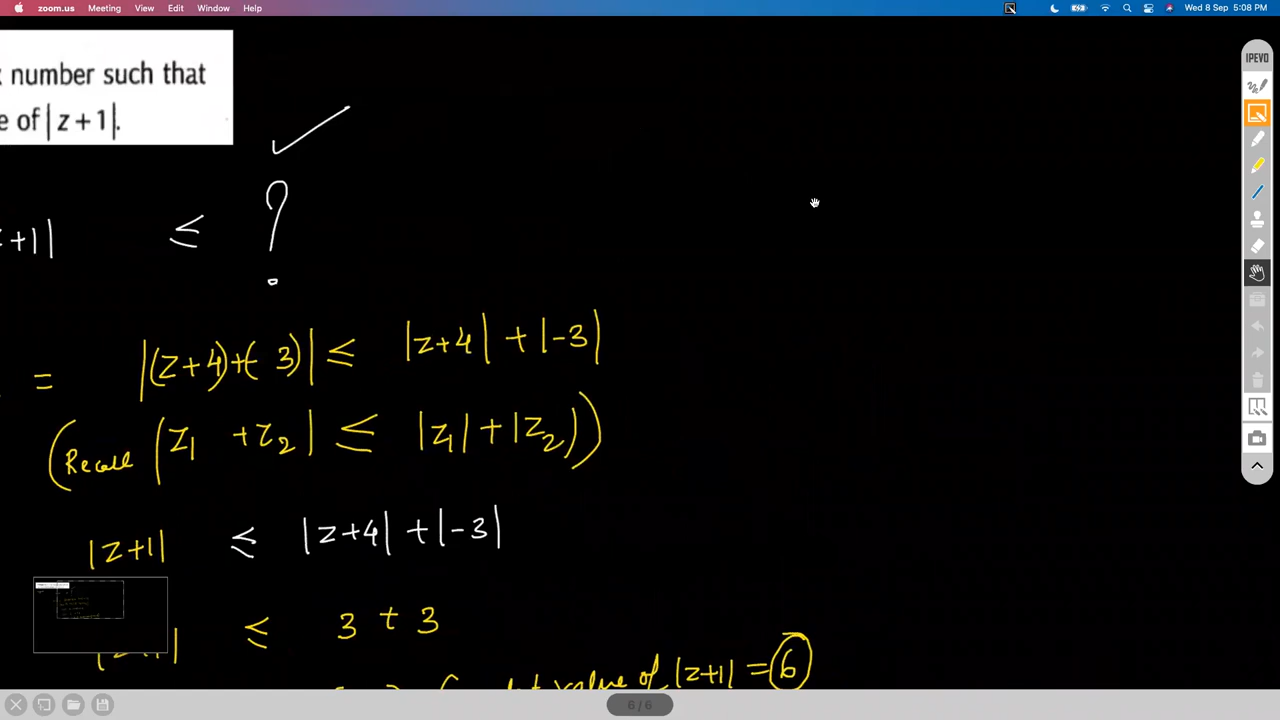 zoom.us Meeting View Edit Window Help Wed 8 Sep 5:08 PM
IPEVO
number such that
e of |z+1|.
+1| ≤ ?
= |(z+4)+(- 3)| ≤ |z+4| + |-3|
(Recall |z1 + z2| ≤ |z1| + |z2|)
|z+1| ≤ |z+4| + |-3|
≤ 3 + 3
value of |z+1| = 6
6 / 6